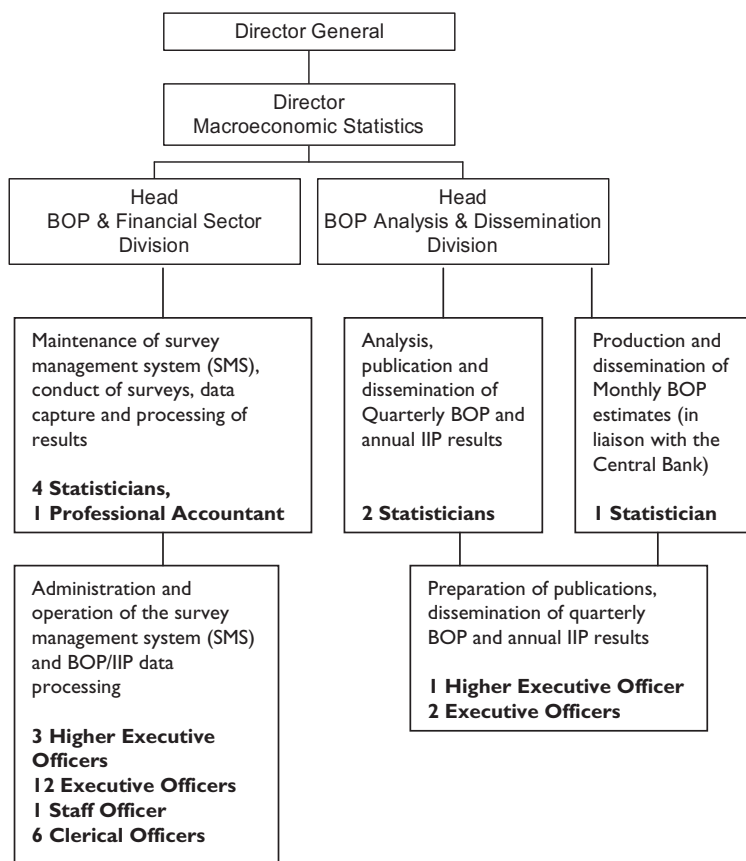 Director General
Director
Macroeconomic Statistics
Head
BOP & Financial Sector
Division
Head
BOP Analysis & Dissemination
Division
Maintenance of survey
management system (SMS),
conduct of surveys, data
capture and processing of
results
4 Statisticians,
1 Professional Accountant
Analysis,
publication and
dissemination of
Quarterly BOP and
annual IIP results
2 Statisticians
Production and
dissemination of
Monthly BOP
estimates (in
liaison with the
Central Bank)
1 Statistician
Administration and
operation of the survey
management system (SMS)
and BOP/IIP data
processing
3 Higher Executive
Officers
12 Executive Officers
1 Staff Officer
6 Clerical Officers
Preparation of publications,
dissemination of quarterly
BOP and annual IIP results
1 Higher Executive Officer
2 Executive Officers